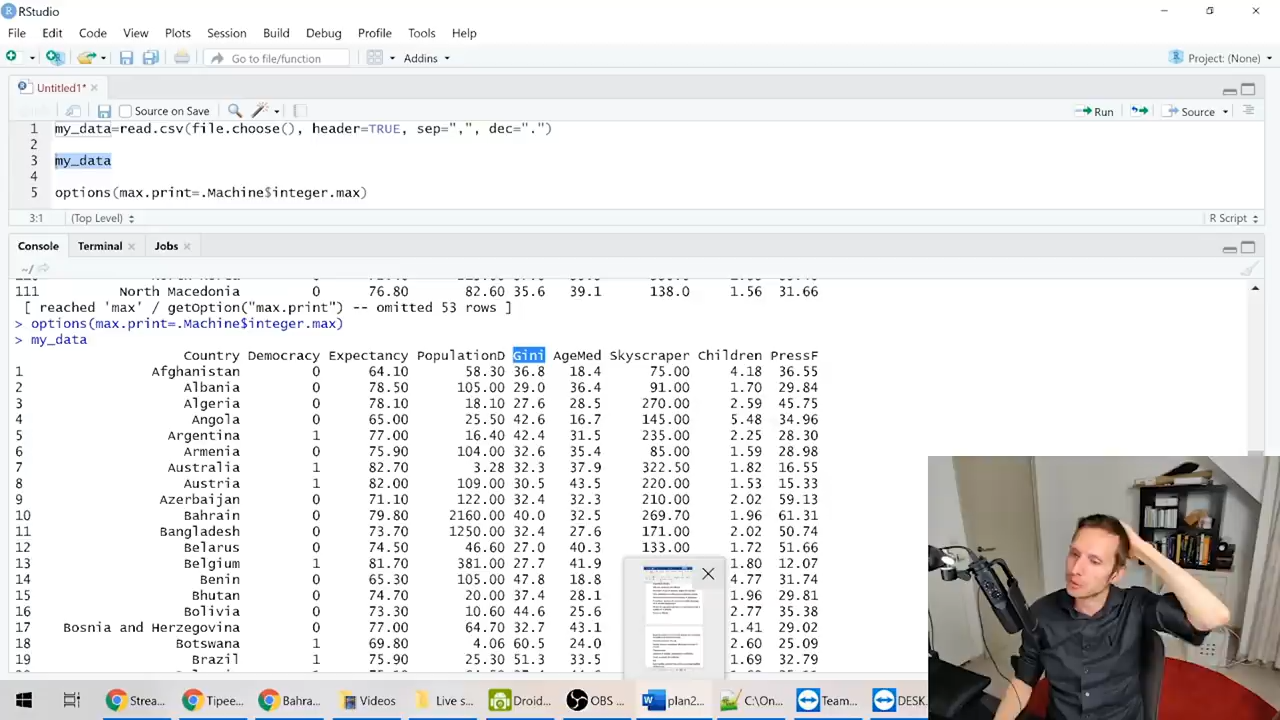 RStudio
File Edit Code View Plots Session Build Debug Profile Tools Help
Go to file/function Addins Project: (None)
Untitled1*
Source on Save Run Source
1 my_data=read.csv(file.choose(), header=TRUE, sep=",", dec=".")
2
3 my_data
4
5 options(max.print=.Machine$integer.max)
3:1 (Top Level) R Script
Console Terminal Jobs
~/
111 North Macedonia 0 76.80 82.60 35.6 39.1 138.0 1.56 31.66
[ reached 'max' / getOption("max.print") -- omitted 53 rows ]
> options(max.print=.Machine$integer.max)
> my_data
Country Democracy Expectancy PopulationD Gini AgeMed Skyscraper Children PressF
1 Afghanistan 0 64.10 58.30 36.8 18.4 75.00 4.18 36.55
2 Albania 0 78.50 105.00 29.0 36.4 91.00 1.70 29.84
3 Algeria 0 78.10 18.10 27.6 28.5 270.00 2.59 45.75
4 Angola 0 65.00 25.50 42.6 16.7 145.00 5.48 34.96
5 Argentina 1 77.00 16.40 42.4 31.5 235.00 2.25 28.30
6 Armenia 0 75.90 104.00 32.6 35.4 85.00 1.59 28.98
7 Australia 1 82.70 3.28 32.3 37.9 322.50 1.82 16.55
8 Austria 1 82.00 109.00 30.5 43.5 220.00 1.53 15.33
9 Azerbaijan 0 71.10 122.00 32.4 32.3 210.00 2.02 59.13
10 Bahrain 0 79.80 2160.00 40.0 32.5 269.70 1.96 61.31
11 Bangladesh 0 73.70 1250.00 32.4 27.6 171.00 2.02 50.74
12 Belarus 0 74.50 46.60 27.0 40.3 133.00 1.72 51.66
13 Belgium 1 81.70 381.00 27.7 41.9 1.80 12.07
14 Benin 0 65.30 105.00 47.8 18.8 4.77 31.74
15 Bhutan 0 74.70 20.00 37.4 28.1 1.96 29.81
16 Bolivia 0 10.60 44.6 2.77 35.38
17 Bosnia and Herzegovina 0 77.00 64.70 32.7 43.1 1.41 29.02
18 Botswana 1 69.80 4.06 60.5 24.0 2.60 25.09
19 Brazil 1 25.30 51.3 33.5 1.69 32.79
Strea... Tipee... Bahra... Videos Live s... Droid... OBS ... plan2... C:\On... Team... DESK